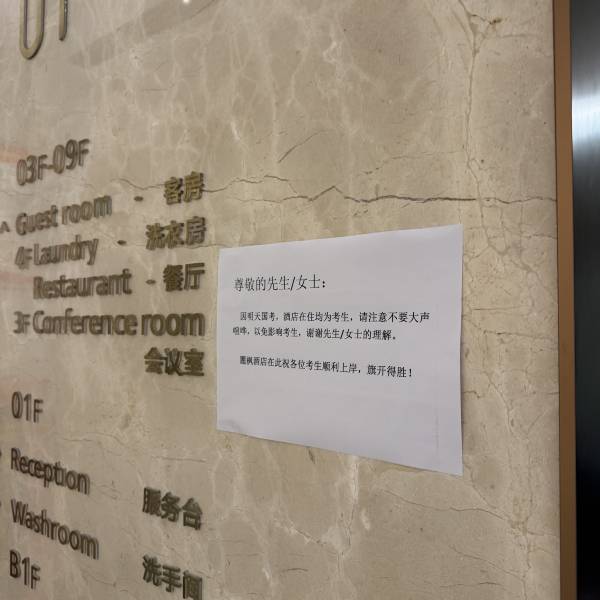 01
03F-09F
Guest room - 客房
4F Laundry - 洗衣房
Restaurant - 餐厅
3F Conference room
会议室
01F
Reception 服务台
Washroom 洗手间
B1F
尊敬的先生/女士：
因明天国考，酒店在住均为考生，请注意不要大声
喧哗，以免影响考生，谢谢先生/女士的理解。
丽枫酒店在此祝各位考生顺利上岸，旗开得胜！